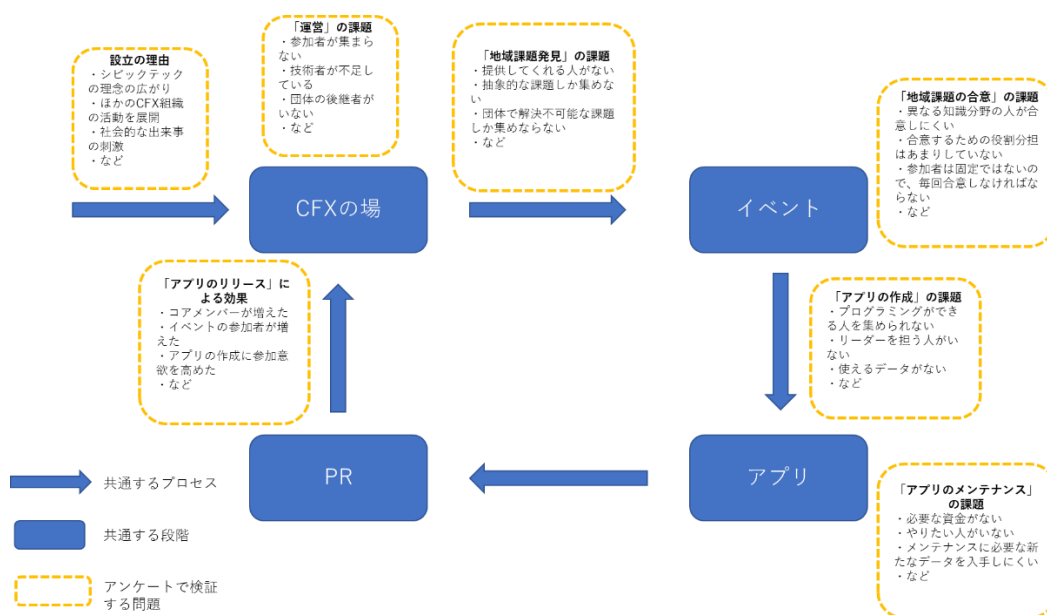 設立の理由
・シビックテック
の理念の広がり
・ほかのCFX組織
の活動を展開
・社会的な出来事
の刺激
・など
「運営」の課題
・参加者が集まら
ない
・技術者が不足し
ている
・団体の後継者が
いない
・など
「地域課題発見」の課題
・提供してくれる人がない
・抽象的な課題しか集めな
い
・団体で解決不可能な課題
しか集めならない
・など
「地域課題の合意」の課題
・異なる知識分野の人が合
意しにくい
・合意するための役割分担
はあまりしていない
・参加者は固定ではないの
で、毎回合意しなければな
らない
・など
CFXの場
イベント
「アプリのリリース」に
よる効果
・コアメンバーが増えた
・イベントの参加者が増
えた
・アプリの作成に参加意
欲を高めた
・など
「アプリの作成」の課題
・プログラミングができ
る人を集められない
・リーダーを担う人がい
ない
・使えるデータがない
・など
PR
アプリ
「アプリのメンテナンス」
の課題
・必要な資金がない
・やりたい人がいない
・メンテナンスに必要な新
たなデータを入手しにくい
・など
共通するプロセス
共通する段階
アンケートで検証
する問題